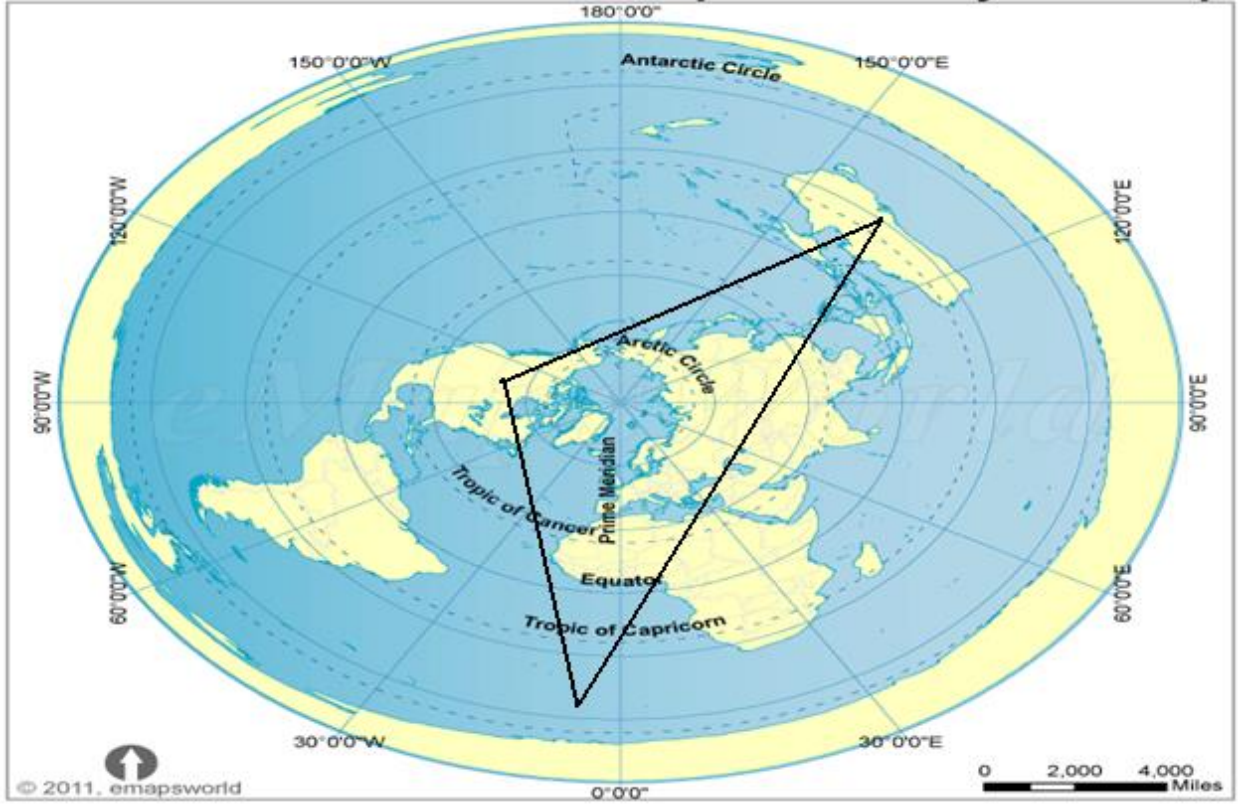 180°0'0"
150°0'0"W
Antarctic Circle
150°0'0"E
120°0'0"W
120°0'0"E
Arctic Circle
90°0'0"W
90°0'0"E
Prime Meridian
Tropic of Cancer
Equator
60°0'0"W
60°0'0"E
Tropic of Capricorn
30°0'0"W
30°0'0"E
0 2,000 4,000
Miles
© 2011, emapsworld
0°0'0"